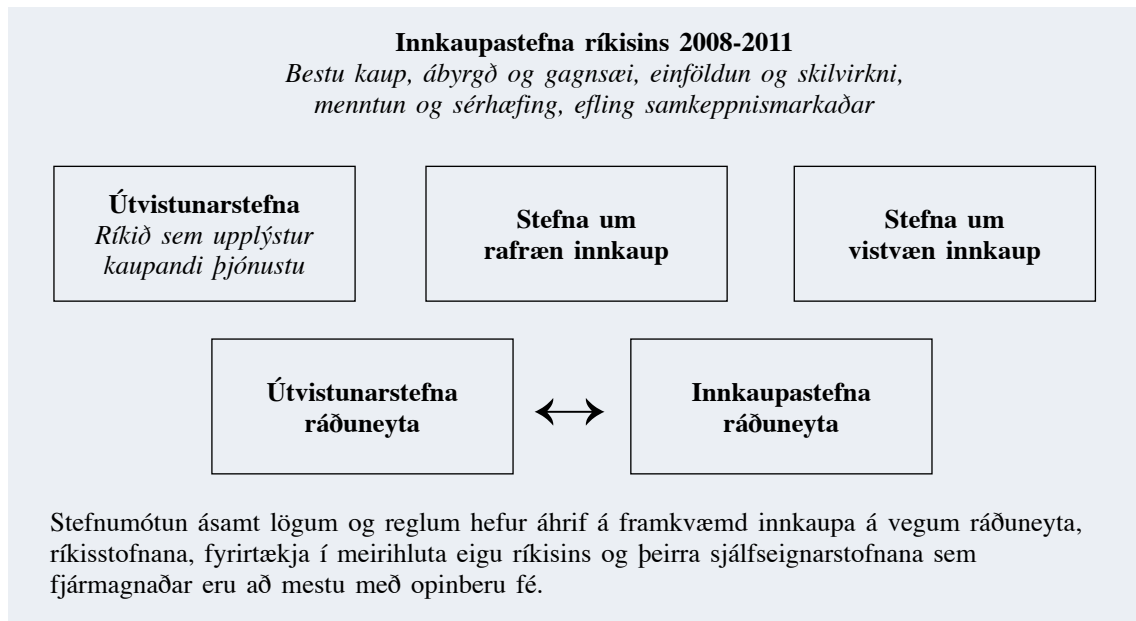 Innkaupastefna ríkisins 2008-2011
Bestu kaup, ábyrgð og gagnsæi, einföldun og skilvirkni,
menntun og sérhæfing, efling samkeppnismarkaðar
Útvistunarstefna
Ríkið sem upplýstur
kaupandi þjónustu
Stefna um
rafræn innkaup
Stefna um
vistvæn innkaup
Útvistunarstefna
ráðuneyta
Innkaupastefna
ráðuneyta
Stefnumótun ásamt lögum og reglum hefur áhrif á framkvæmd innkaupa á vegum ráðuneyta,
ríkisstofnana, fyrirtækja í meirihluta eigu ríkisins og þeirra sjálfseignarstofnana sem
fjármagnaðar eru að mestu með opinberu fé.